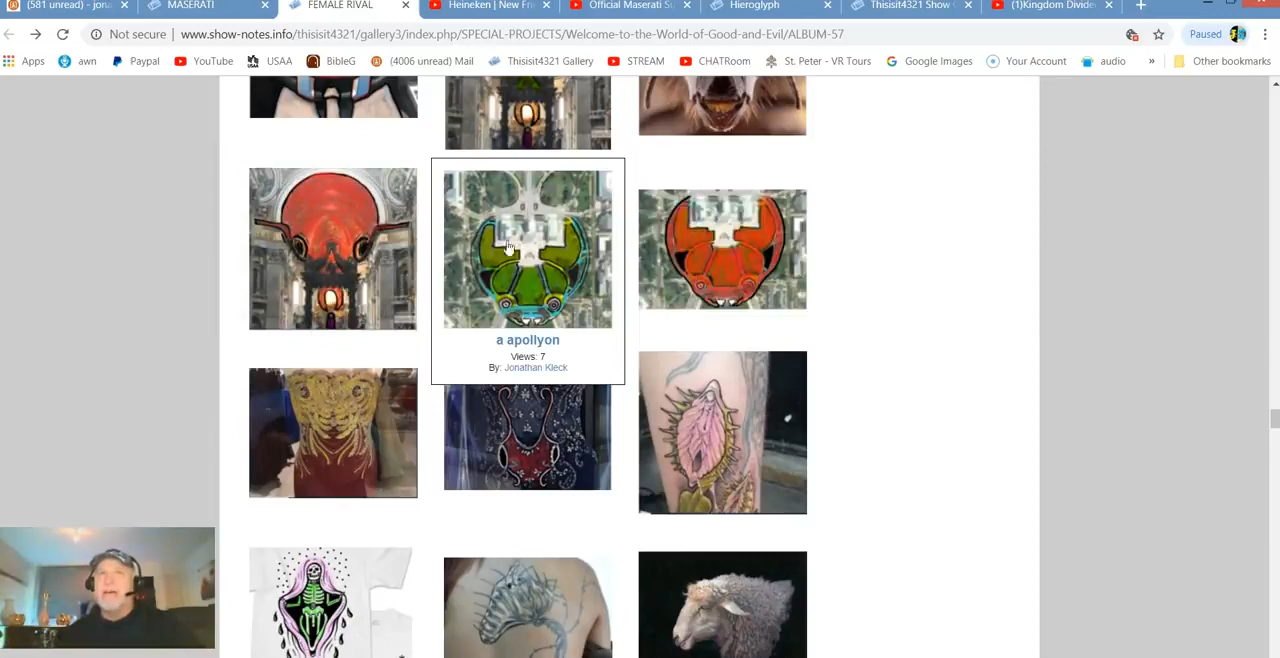 (581 unread) - jona
MASERATI
FEMALE RIVAL
Heineken | New Fri
Official Maserati Su
Hieroglyph
Thisisit4321 Show
(1)Kingdom Divide
Not secure
www.show-notes.info/thisisit4321/gallery3/index.php/SPECIAL-PROJECTS/Welcome-to-the-World-of-Good-and-Evil/ALBUM-57
Paused
Apps
awn
Paypal
YouTube
USAA
BibleG
(4006 unread) Mail
Thisisit4321 Gallery
STREAM
CHATRoom
St. Peter - VR Tours
Google Images
Your Account
audio
»
Other bookmarks
a apollyon
Views: 7
By: Jonathan Kleck